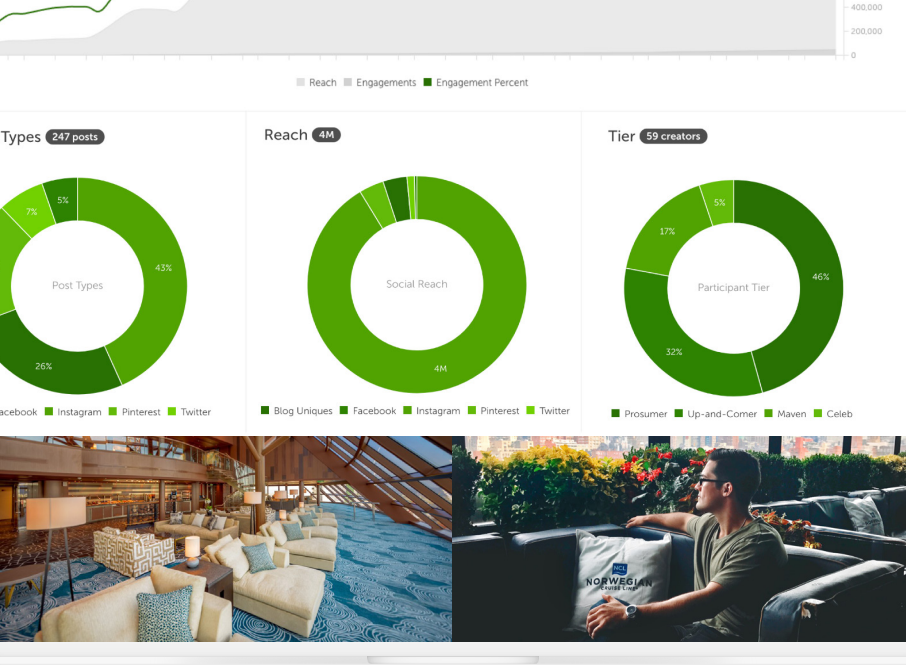 400,000
200,000
0
Reach Engagements Engagement Percent
Types 247 posts
Reach 4M
Tier 59 creators
7%
5%
43%
26%
Post Types
Social Reach
4M
5%
17%
46%
32%
Participant Tier
acebook Instagram Pinterest Twitter
Blog Uniques Facebook Instagram Pinterest Twitter
Prosumer Up-and-Comer Maven Celeb
NCL
NORWEGIAN
CRUISE LINE